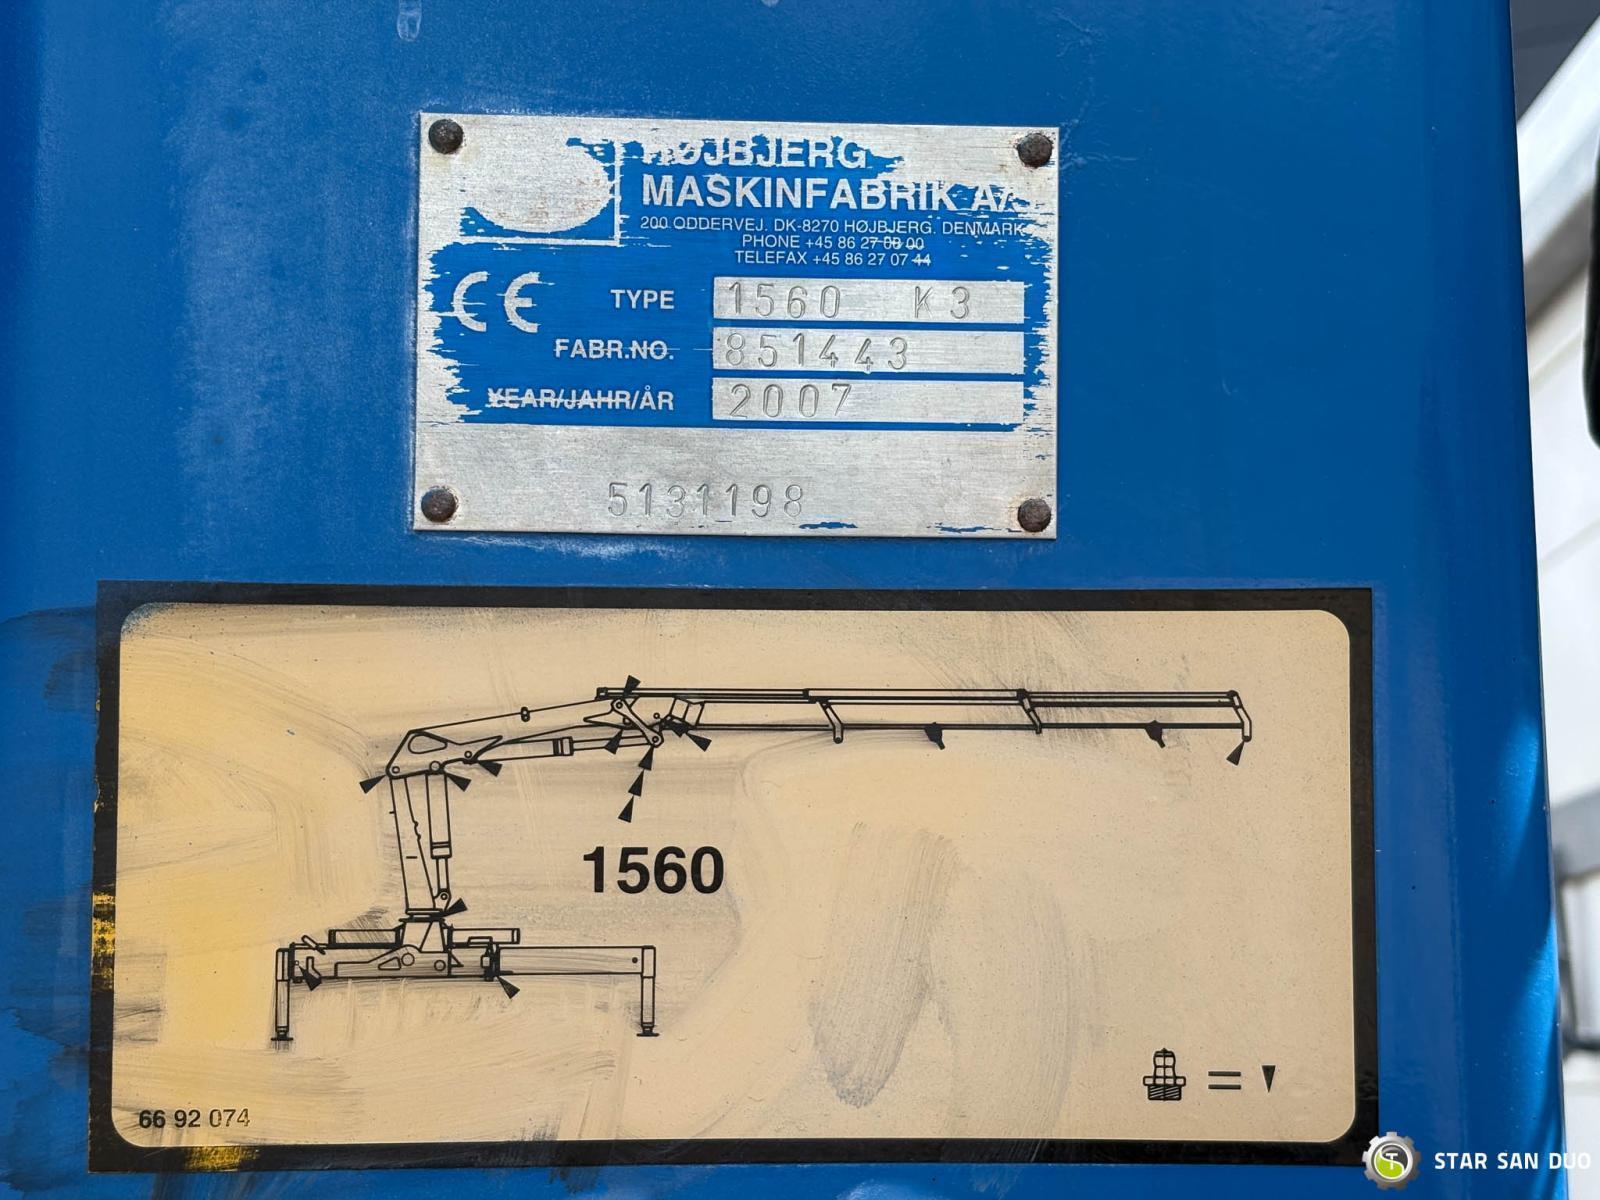 HØJBJERG
MASKINFABRIK A/S
200 ODDERVEJ. DK-8270 HØJBJERG. DENMARK
PHONE +45 86 27 08 00
TELEFAX +45 86 27 07 44
CE
TYPE 1560 K3
FABR.NO. 851443
YEAR/JAHR/ÅR 2007
5131198
1560
=
66 92 074
STAR SAN DUO